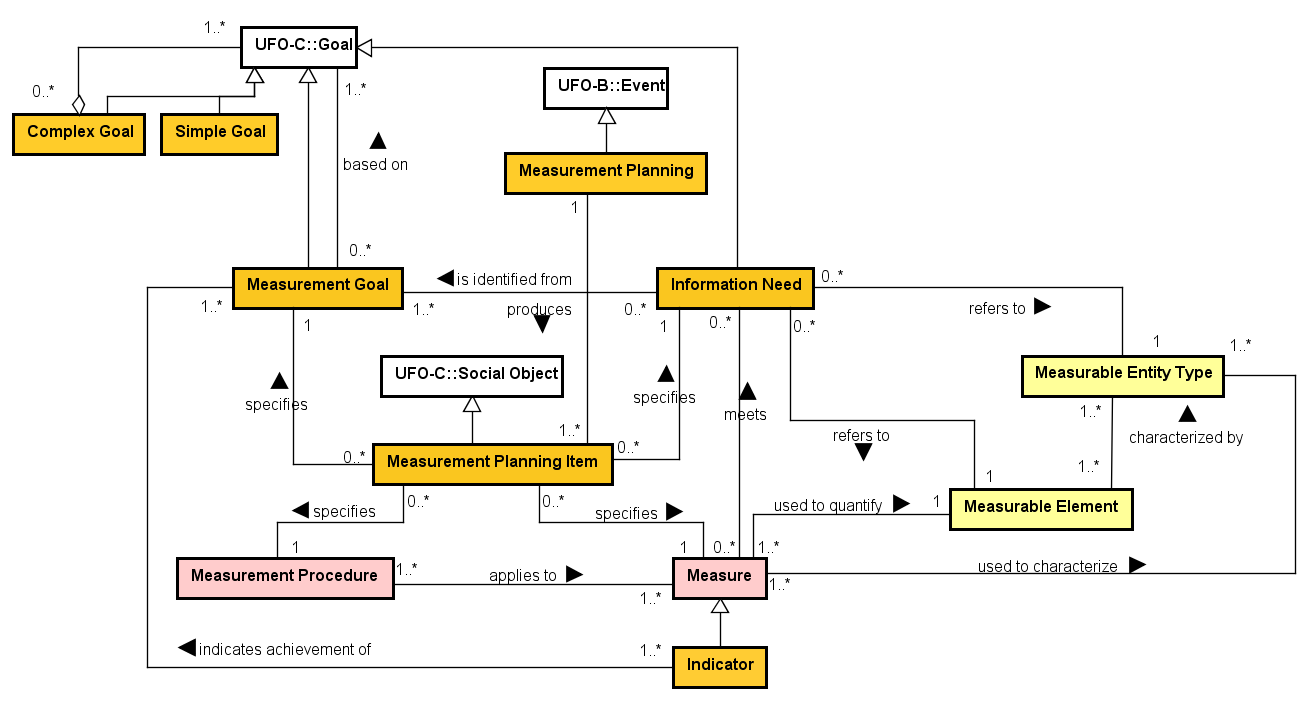 1..*
UFO-C::Goal
0..*
1..*
UFO-B::Event
Complex Goal
Simple Goal
based on
Measurement Planning
1
0..*
Measurement Goal
is identified from
Information Need
0..*
1..*
1
1..*
produces
0..*
1
0..*
0..*
refers to
1
1..*
UFO-C::Social Object
Measurable Entity Type
specifies
specifies
meets
1..*
characterized by
1..*
refers to
0..*
0..*
Measurement Planning Item
1..*
1
0..*
0..*
specifies
specifies
used to quantify
1
Measurable Element
1
1
0..*
1..*
Measurement Procedure
1..*
applies to
Measure
used to characterize
1..*
1..*
indicates achievement of
1..*
Indicator